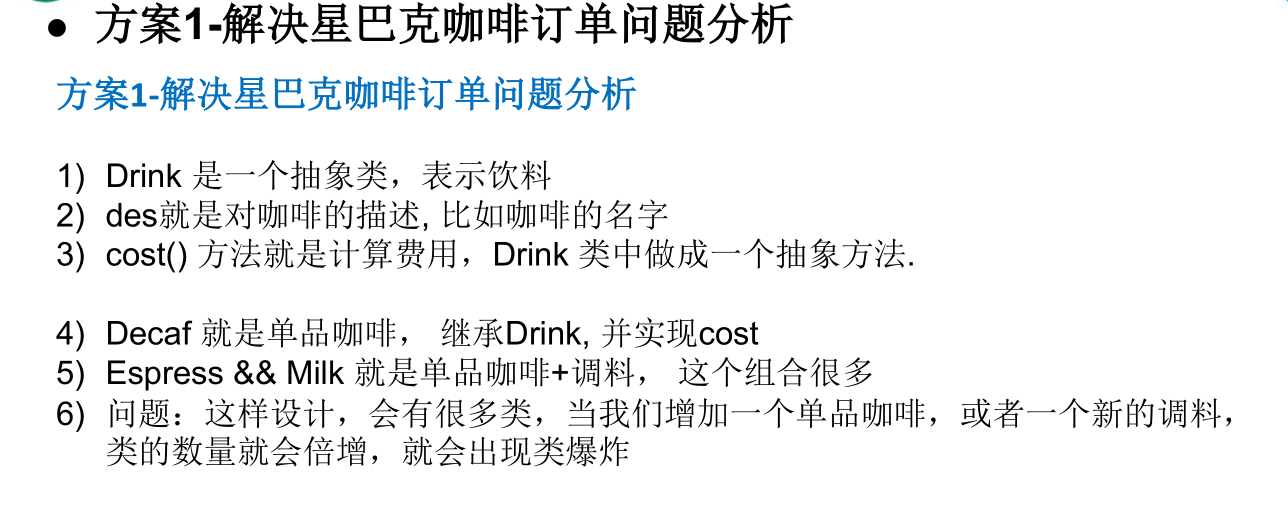 ● 方案1-解决星巴克咖啡订单问题分析
方案1-解决星巴克咖啡订单问题分析
1) Drink 是一个抽象类，表示饮料
2) des就是对咖啡的描述, 比如咖啡的名字
3) cost() 方法就是计算费用，Drink 类中做成一个抽象方法.
4) Decaf 就是单品咖啡， 继承Drink, 并实现cost
5) Espress && Milk 就是单品咖啡+调料， 这个组合很多
6) 问题：这样设计，会有很多类，当我们增加一个单品咖啡，或者一个新的调料，
类的数量就会倍增，就会出现类爆炸